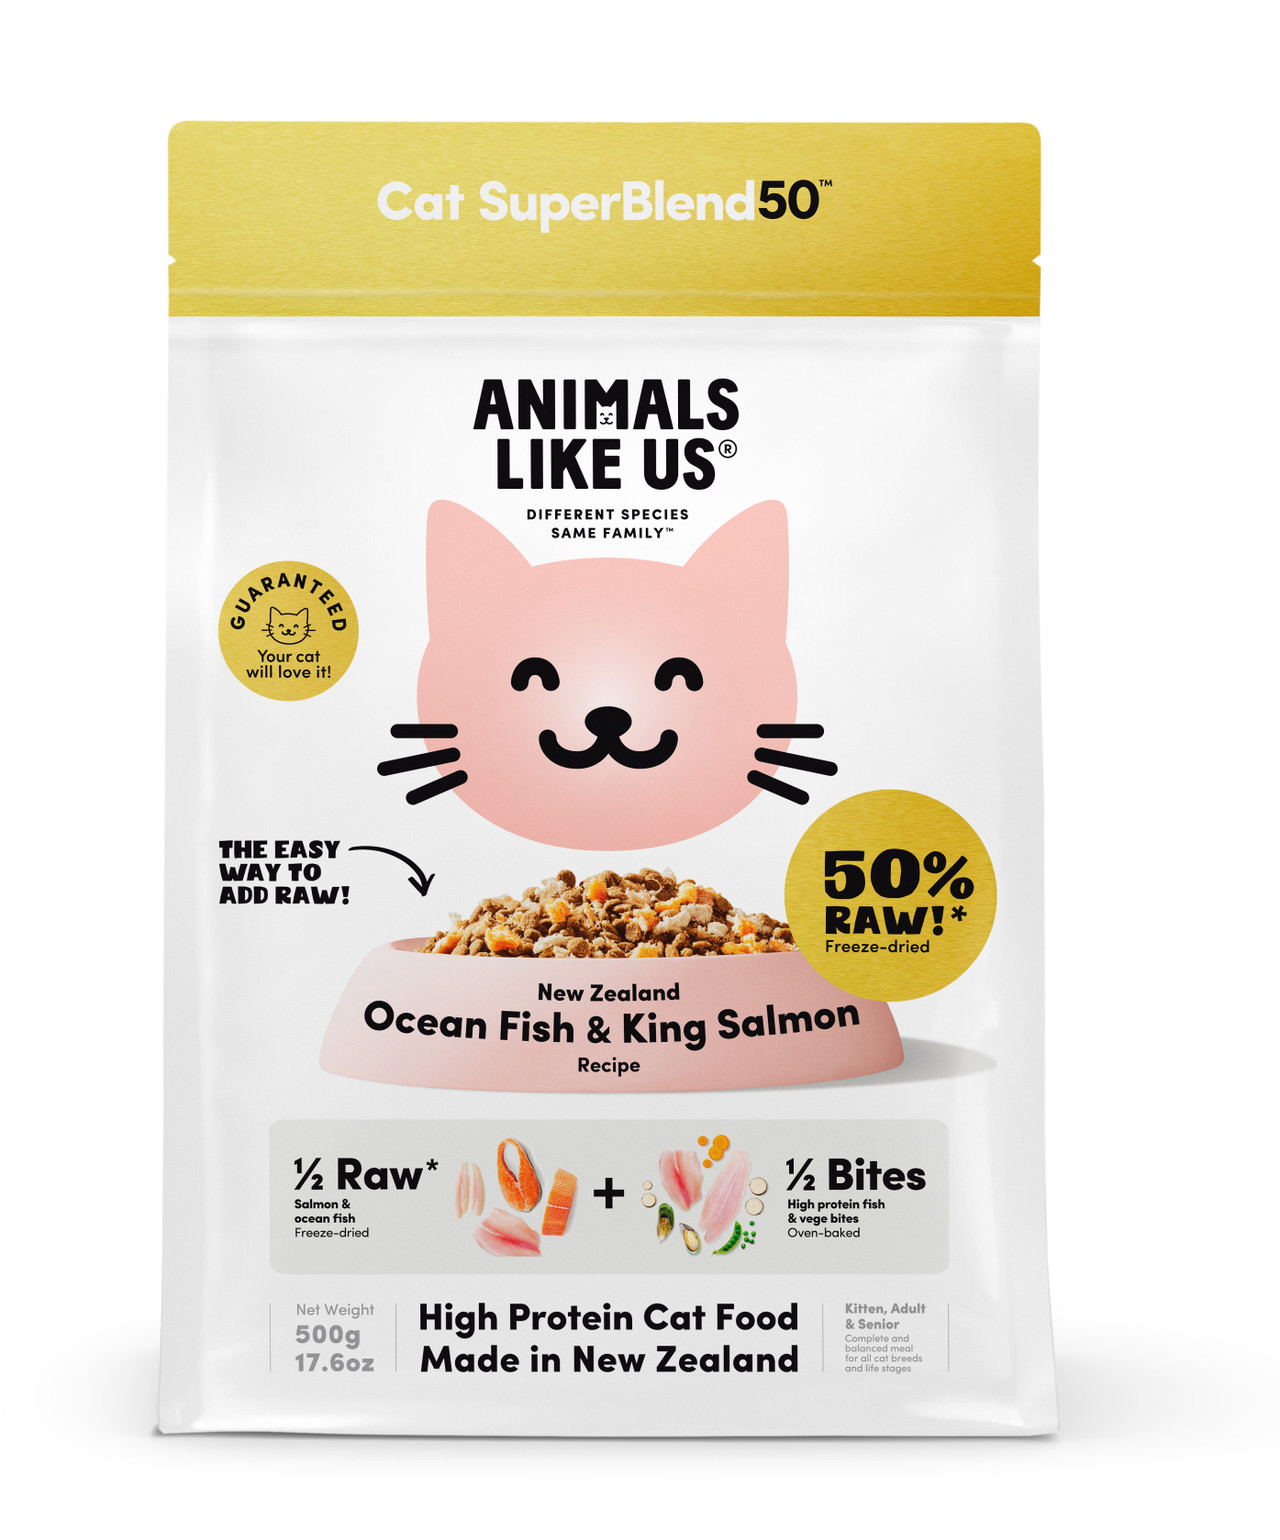 Cat SuperBlend50™
ANIMALS
LIKE US®
DIFFERENT SPECIES
SAME FAMILY™
GUARANTEED
Your cat
will love it!
THE EASY
WAY TO
ADD RAW!
50%
RAW!*
Freeze-dried
New Zealand
Ocean Fish & King Salmon
Recipe
½ Raw*
Salmon &
ocean fish
Freeze-dried
+
½ Bites
High protein fish
& vege bites
Oven-baked
Net Weight
500g
17.6oz
High Protein Cat Food
Made in New Zealand
Kitten, Adult
& Senior
Complete and
balanced meal
for all cat breeds
and life stages